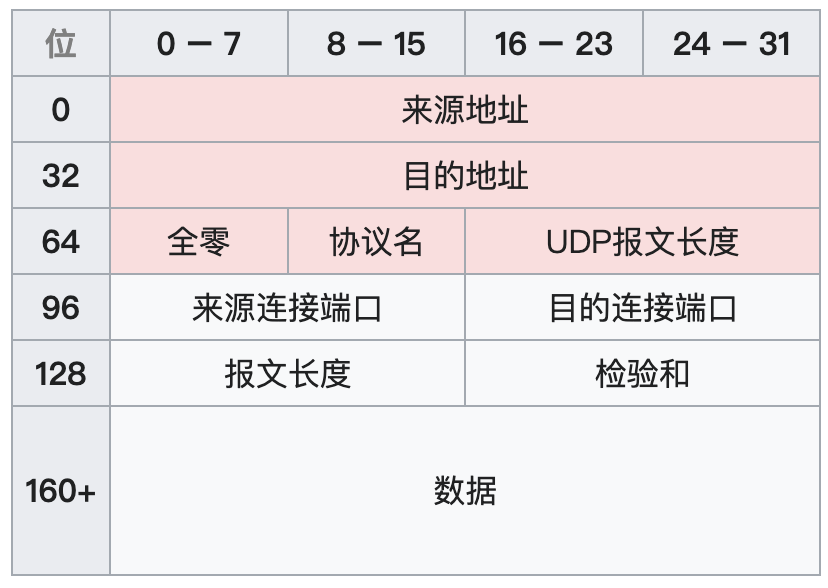 位 0 — 7 8 — 15 16 — 23 24 — 31
0 来源地址
32 目的地址
64 全零 协议名 UDP报文长度
96 来源连接端口 目的连接端口
128 报文长度 检验和
160+ 数据